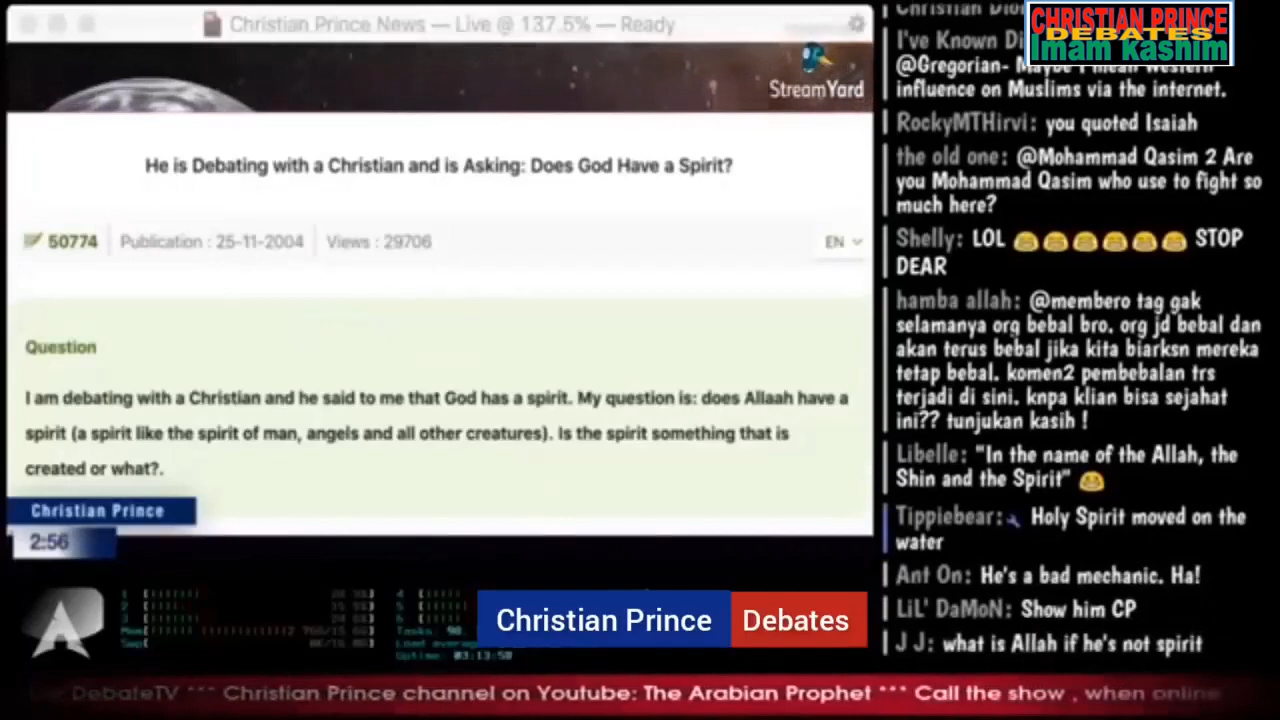 Christian Prince News — Live @ 137.5% — Ready
StreamYard
He is Debating with a Christian and is Asking: Does God Have a Spirit?
50774
Publication : 25-11-2004
Views : 29706
EN
Question
I am debating with a Christian and he said to me that God has a spirit. My question is: does Allaah have a
spirit (a spirit like the spirit of man, angels and all other creatures). Is the spirit something that is
created or what?.
Christian Prince
2:56
Christian Prince Debates
DebateTV *** Christian Prince channel on Youtube: The Arabian Prophet *** Call the show , when online
CHRISTIAN PRINCE
DEBATES
Imam kashim
I've Known
@Gregorian- Maybe I mean western
influence on Muslims via the internet.
RockyMTHirvi: you quoted Isaiah
the old one: @Mohammad Qasim 2 Are
you Mohammad Qasim who use to fight so
much here?
Shelly: LOL 😂😂😂😂😂😂 STOP
DEAR
hamba allah: @membero tag gak
selamanya org bebal bro. org jd bebal dan
akan terus bebal jika kita biarksn mereka
tetap bebal. komen2 pembebalan trs
terjadi di sini. knpa klian bisa sejahat
ini?? tunjukan kasih !
Libelle: "In the name of the Allah, the
Shin and the Spirit" 😂
Tippiebear: Holy Spirit moved on the
water
Ant On: He's a bad mechanic. Ha!
LiL' DaMoN: Show him CP
J J: what is Allah if he's not spirit